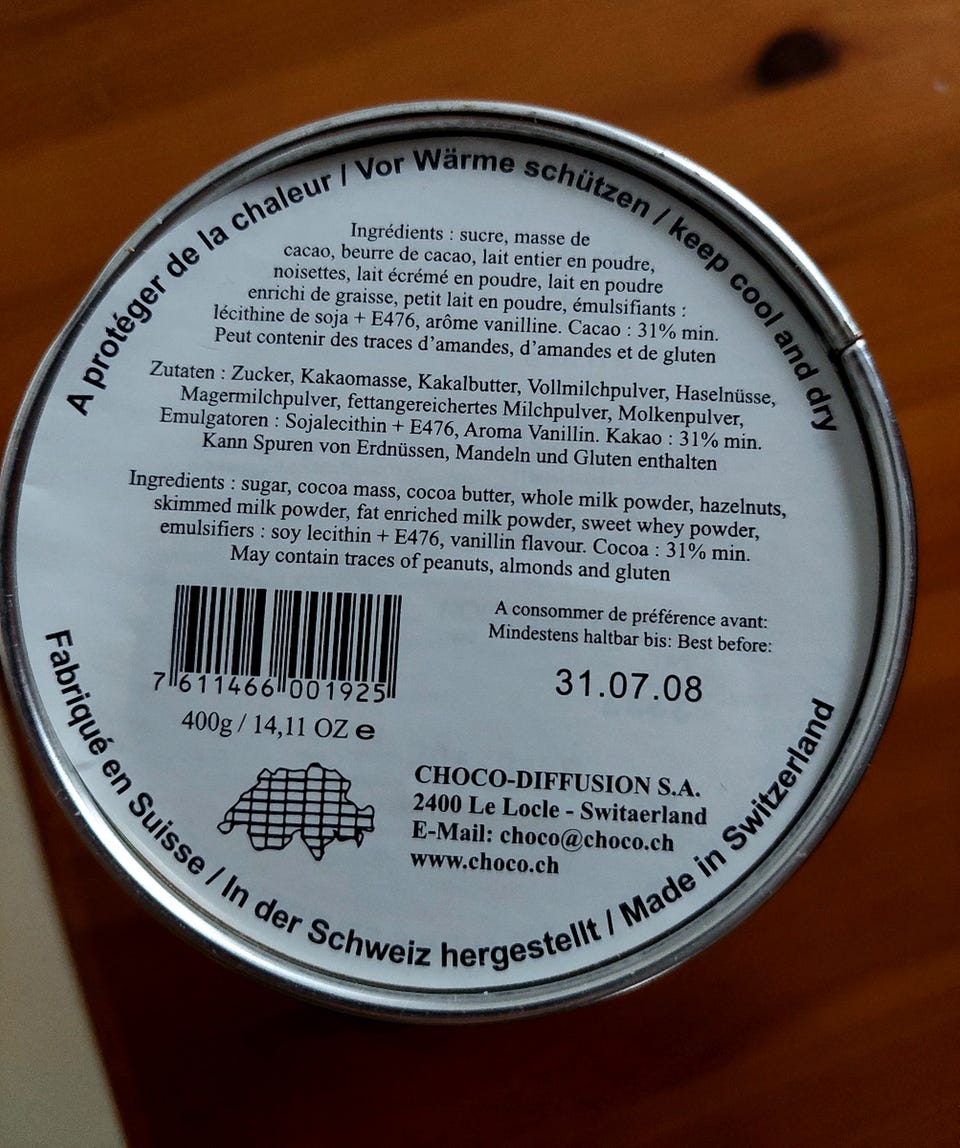 A protéger de la chaleur / Vor Wärme schützen / keep cool and dry
Ingrédients : sucre, masse de
cacao, beurre de cacao, lait entier en poudre,
noisettes, lait écrémé en poudre, lait en poudre
enrichi de graisse, petit lait en poudre, émulsifiants :
lécithine de soja + E476, arôme vanilline. Cacao : 31% min.
Peut contenir des traces d’amandes, d’amandes et de gluten
Zutaten : Zucker, Kakaomasse, Kakalbutter, Vollmilchpulver, Haselnüsse,
Magermilchpulver, fettangereichertes Milchpulver, Molkenpulver,
Emulgatoren : Sojalecithin + E476, Aroma Vanillin. Kakao : 31% min.
Kann Spuren von Erdnüssen, Mandeln und Gluten enthalten
Ingredients : sugar, cocoa mass, cocoa butter, whole milk powder, hazelnuts,
skimmed milk powder, fat enriched milk powder, sweet whey powder,
emulsifiers : soy lecithin + E476, vanillin flavour. Cocoa : 31% min.
May contain traces of peanuts, almonds and gluten
A consommer de préférence avant:
Mindestens haltbar bis: Best before:
31.07.08
7 611466 001925
400g / 14,11 OZ e
CHOCO-DIFFUSION S.A.
2400 Le Locle - Switaerland
E-Mail: choco@choco.ch
www.choco.ch
Fabriqué en Suisse / In der Schweiz hergestellt / Made in Switzerland